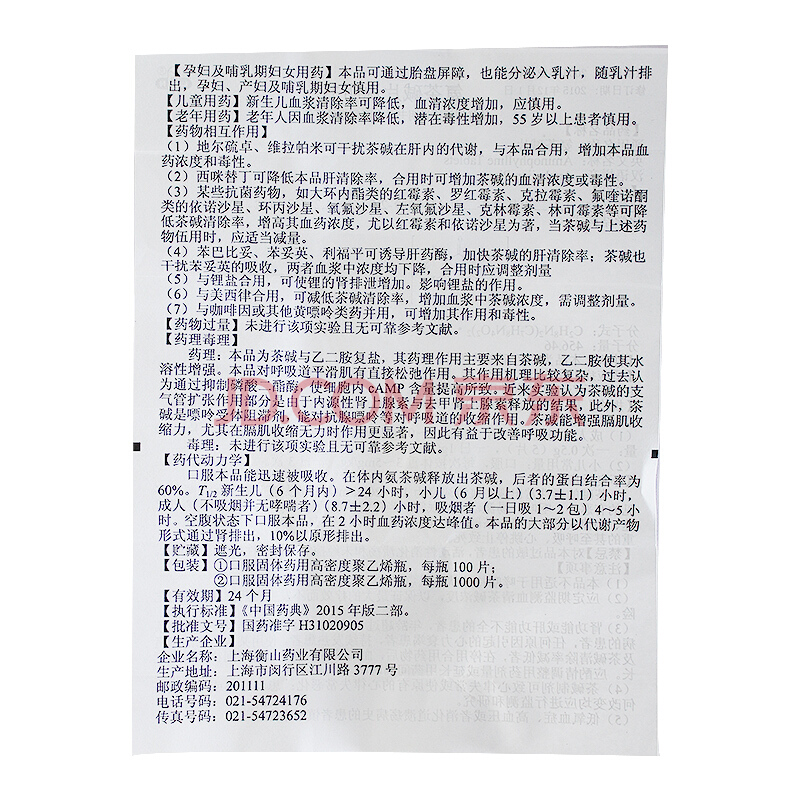 【孕妇及哺乳期妇女用药】本品可通过胎盘屏障，也能分泌入乳汁，随乳汁排
出，孕妇、产妇及哺乳期妇女慎用。
【儿童用药】新生儿血浆清除率可降低，血清浓度增加，应慎用。
【老年用药】老年人因血浆清除率降低，潜在毒性增加，55 岁以上患者慎用。
【药物相互作用】
（1）地尔硫卓、维拉帕米可干扰茶碱在肝内的代谢，与本品合用，增加本品血
药浓度和毒性。
（2）西咪替丁可降低本品肝清除率，合用时可增加茶碱的血清浓度或毒性。
（3）某些抗菌药物，如大环内酯类的红霉素、罗红霉素、克拉霉素、氟喹诺酮
类的依诺沙星、环丙沙星、氧氟沙星、左氧氟沙星、克林霉素、林可霉素等可降
低茶碱清除率，增高其血药浓度，尤以红霉素和依诺沙星为著，当茶碱与上述药
物伍用时，应适当减量。
（4）苯巴比妥、苯妥英、利福平可诱导肝药酶，加快茶碱的肝清除率；茶碱也
干扰苯妥英的吸收，两者血浆中浓度均下降，合用时应调整剂量
（5）与锂盐合用，可使锂的肾排泄增加。影响锂盐的作用。
（6）与美西律合用，可减低茶碱清除率，增加血浆中茶碱浓度，需调整剂量。
（7）与咖啡因或其他黄嘌呤类药并用，可增加其作用和毒性。
【药物过量】未进行该项实验且无可靠参考文献。
【药理毒理】
药理：本品为茶碱与乙二胺复盐，其药理作用主要来自茶碱，乙二胺使其水
溶性增强。本品对呼吸道平滑肌有直接松弛作用。其作用机理比较复杂，过去认
为通过抑制磷酸二酯酶，使细胞内 cAMP 含量提高所致。近来实验认为茶碱的支
气管扩张作用部分是由于内源性肾上腺素与去甲肾上腺素释放的结果，此外，茶
碱是嘌呤受体阻滞剂，能对抗腺嘌呤等对呼吸道的收缩作用。茶碱能增强膈肌收
缩力，尤其在膈肌收缩无力时作用更显著，因此有益于改善呼吸功能。
毒理：未进行该项实验且无可靠参考文献。
【药代动力学】
口服本品能迅速被吸收。在体内氨茶碱释放出茶碱，后者的蛋白结合率为
60%。T1/2 新生儿（6 个月内）＞24 小时，小儿（6 月以上）（3.7±1.1）小时，
成人（不吸烟并无哮喘者）（8.7±2.2）小时，吸烟者（一日吸 1～2 包）4～5 小
时。空腹状态下口服本品，在 2 小时血药浓度达峰值。本品的大部分以代谢产物
形式通过肾排出，10%以原形排出。
【贮藏】遮光，密封保存。
【包装】①口服固体药用高密度聚乙烯瓶，每瓶 100 片；
②口服固体药用高密度聚乙烯瓶，每瓶 1000 片。
【有效期】24 个月
【执行标准】《中国药典》2015 年版二部。
【批准文号】国药准字 H31020905
【生产企业】
企业名称：上海衡山药业有限公司
生产地址：上海市闵行区江川路 3777 号
邮政编码：201111
电话号码：021-54724176
传真号码：021-54723652
JD.COM 京东